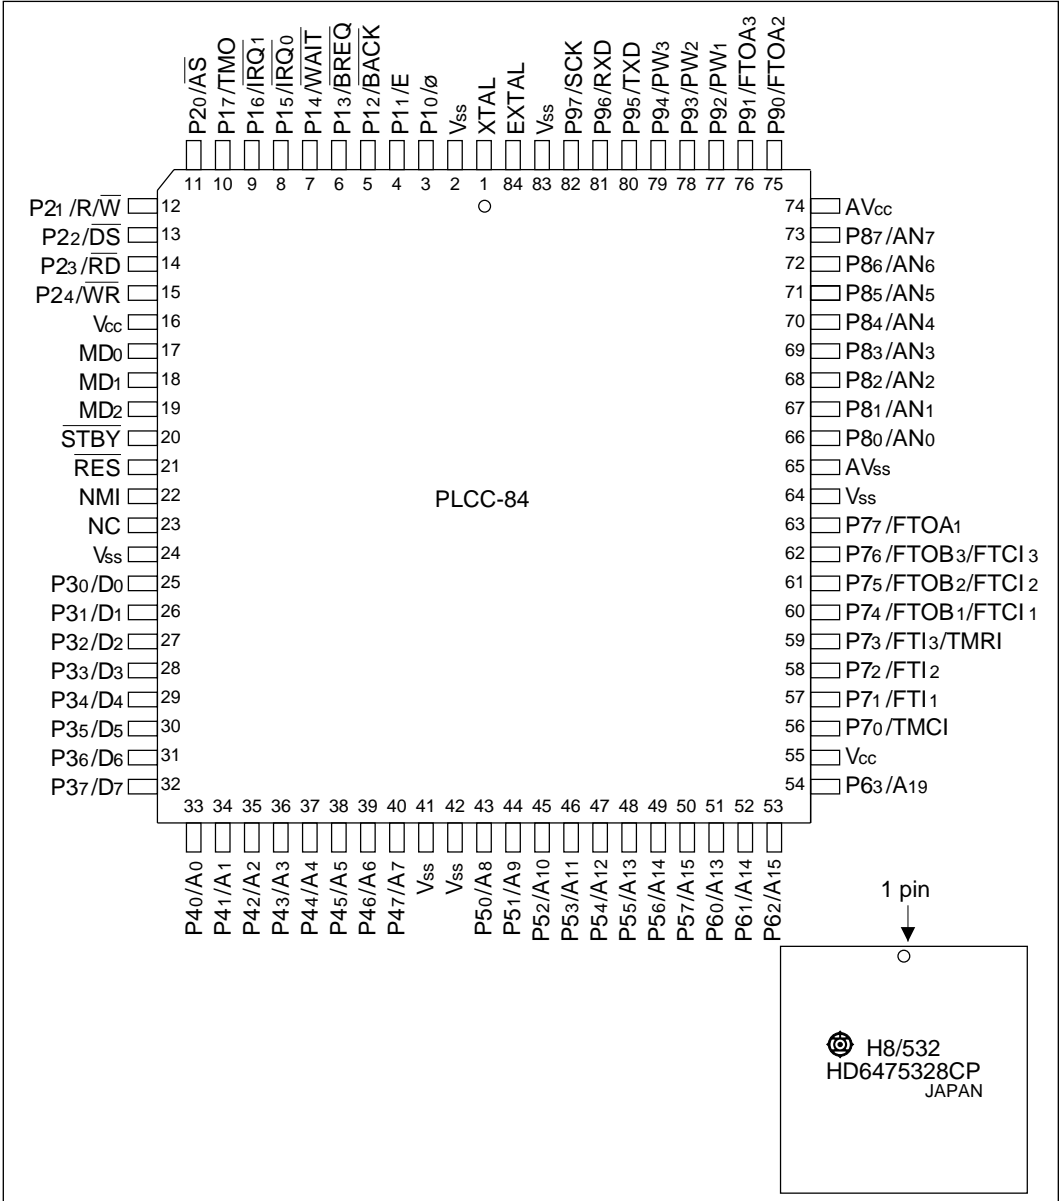 P20/A̅S̅
P17/TMO
P16/I̅R̅Q̅1̅
P15/I̅R̅Q̅0̅
P14/W̅A̅I̅T̅
P13/B̅R̅E̅Q̅
P12/B̅A̅C̅K̅
P11/E
P10/ø
Vss
XTAL
EXTAL
Vss
P97/SCK
P96/RXD
P95/TXD
P94/PW3
P93/PW2
P92/PW1
P91/FTOA3
P90/FTOA2
11 10 9 8 7 6 5 4 3 2 1 84 83 82 81 80 79 78 77 76 75
P21/R/W̅ 12
P22/D̅S̅ 13
P23/R̅D̅ 14
P24/W̅R̅ 15
Vcc 16
MD0 17
MD1 18
MD2 19
S̅T̅B̅Y̅ 20
R̅E̅S̅ 21
NMI 22
NC 23
Vss 24
P30/D0 25
P31/D1 26
P32/D2 27
P33/D3 28
P34/D4 29
P35/D5 30
P36/D6 31
P37/D7 32
PLCC-84
74 AVcc
73 P87/AN7
72 P86/AN6
71 P85/AN5
70 P84/AN4
69 P83/AN3
68 P82/AN2
67 P81/AN1
66 P80/AN0
65 AVss
64 Vss
63 P77/FTOA1
62 P76/FTOB3/FTCI3
61 P75/FTOB2/FTCI2
60 P74/FTOB1/FTCI1
59 P73/FTI3/TMRI
58 P72/FTI2
57 P71/FTI1
56 P70/TMCI
55 Vcc
54 P63/A19
33 34 35 36 37 38 39 40 41 42 43 44 45 46 47 48 49 50 51 52 53
P40/A0
P41/A1
P42/A2
P43/A3
P44/A4
P45/A5
P46/A6
P47/A7
Vss
Vss
P50/A8
P51/A9
P52/A10
P53/A11
P54/A12
P55/A13
P56/A14
P57/A15
P60/A13
P61/A14
P62/A15
1 pin
H8/532
HD6475328CP
JAPAN